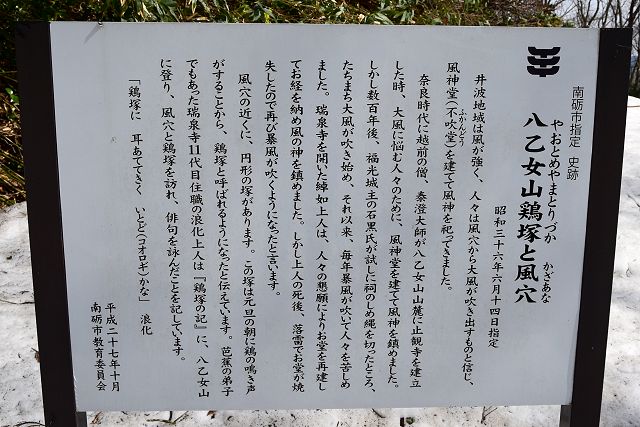 南砺市指定 史跡
やおとめやまとりづか かざあな
八乙女山鶏塚と風穴
昭和三十六年六月十四日指定
井波地域は風が強く、人々は風穴から大風が吹き出すものと信じ、
ふかんどう
風神堂(不吹堂)を建てて風神を祀ってきました。
奈良時代に越前の僧、泰澄大師が八乙女山山麓に止観寺を建立
した時、大風に悩む人々のために、風神堂を建て風神を鎮めました。
しかし数百年後、福光城主の石黒氏が試しに祠のしめ縄を切ったところ、
たちまち大風が吹き始め、それ以来、毎年暴風が吹いて人々を苦しめ
ました。瑞泉寺を開いた綽如上人は、人々の懇願によりお堂を再建し
てお経を納め風の神を鎮めました。しかし上人の死後、落雷でお堂が焼
失したので再び暴風が吹くようになったと言います。
風穴の近くに、円形の塚があります。この塚は元旦の朝に鶏の鳴き声
がすることから、鶏塚と呼ばれるようになったと伝えています。芭蕉の弟子
でもあった瑞泉寺11代目住職の浪化上人は『鶏塚の記』に、八乙女山
に登り、風穴と鶏塚を訪れ、俳句を詠んだことを記しています。
「鶏塚に 耳あててきく いとど(コオロギ)かな」 浪化
平成二十七年十月
南砺市教育委員会